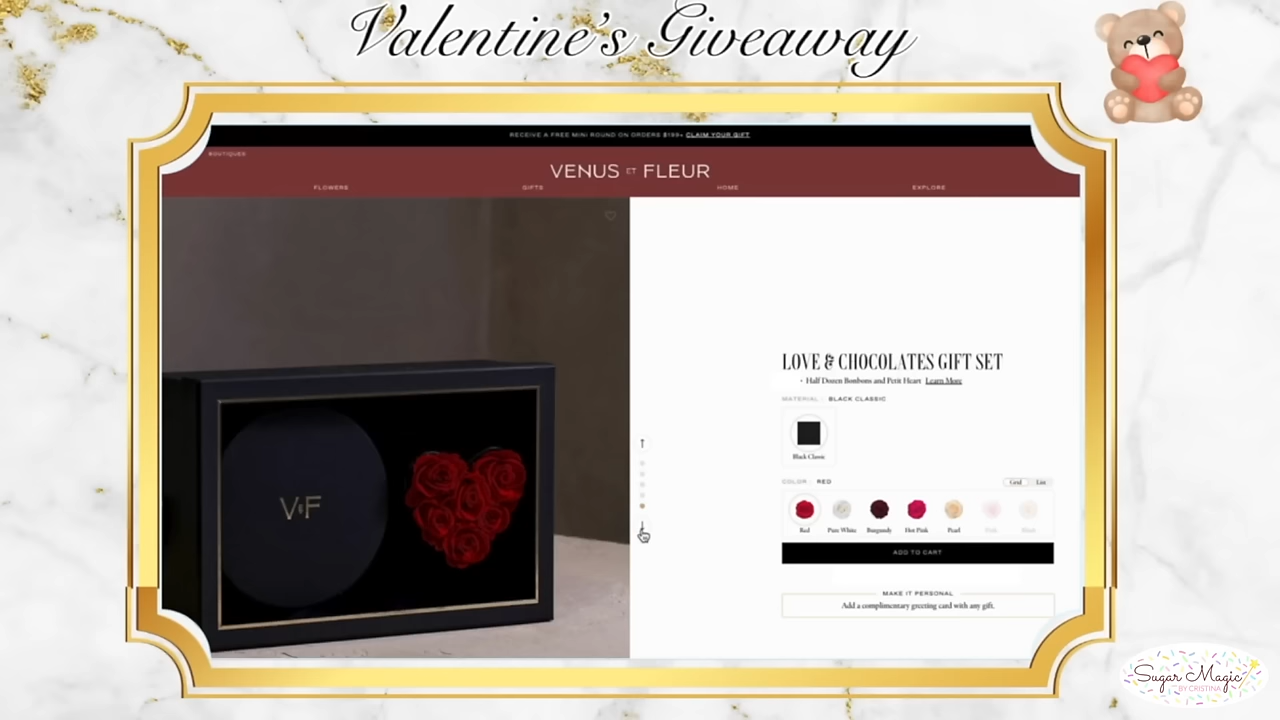 Valentine's Giveaway
RECEIVE A FREE MINI ROUND ON ORDERS $199+ CLAIM YOUR GIFT
BOUTIQUES
VENUS ET FLEUR
FLOWERS GIFTS HOME EXPLORE
LOVE & CHOCOLATES GIFT SET
• Half Dozen Bonbons and Petit Heart Learn More
MATERIAL BLACK CLASSIC
Black Classic
COLOR RED
Grid List
Red Pure White Burgundy Hot Pink Pearl Pink Blush
ADD TO CART
MAKE IT PERSONAL
Add a complimentary greeting card with any gift.
V&F
Sugar Magic
BY CRISTINA